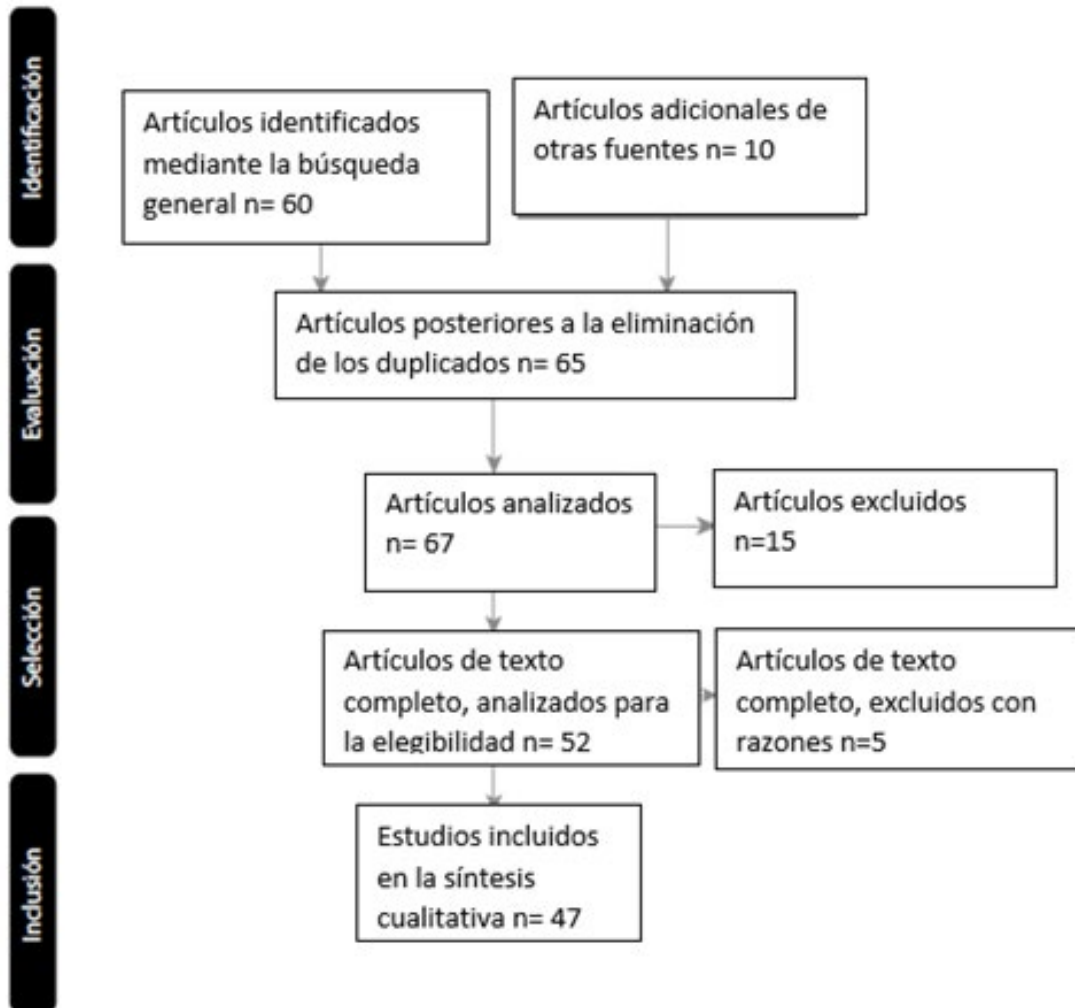 Identificación
Artículos identificados
mediante la búsqueda
general n= 60
Artículos adicionales de
otras fuentes n= 10
Evaluación
Artículos posteriores a la eliminación
de los duplicados n= 65
Artículos analizados
n= 67
Artículos excluidos
n=15
Selección
Artículos de texto
completo, analizados para
la elegibilidad n= 52
Artículos de texto
completo, excluidos con
razones n=5
Inclusión
Estudios incluidos
en la síntesis
cualitativa n= 47